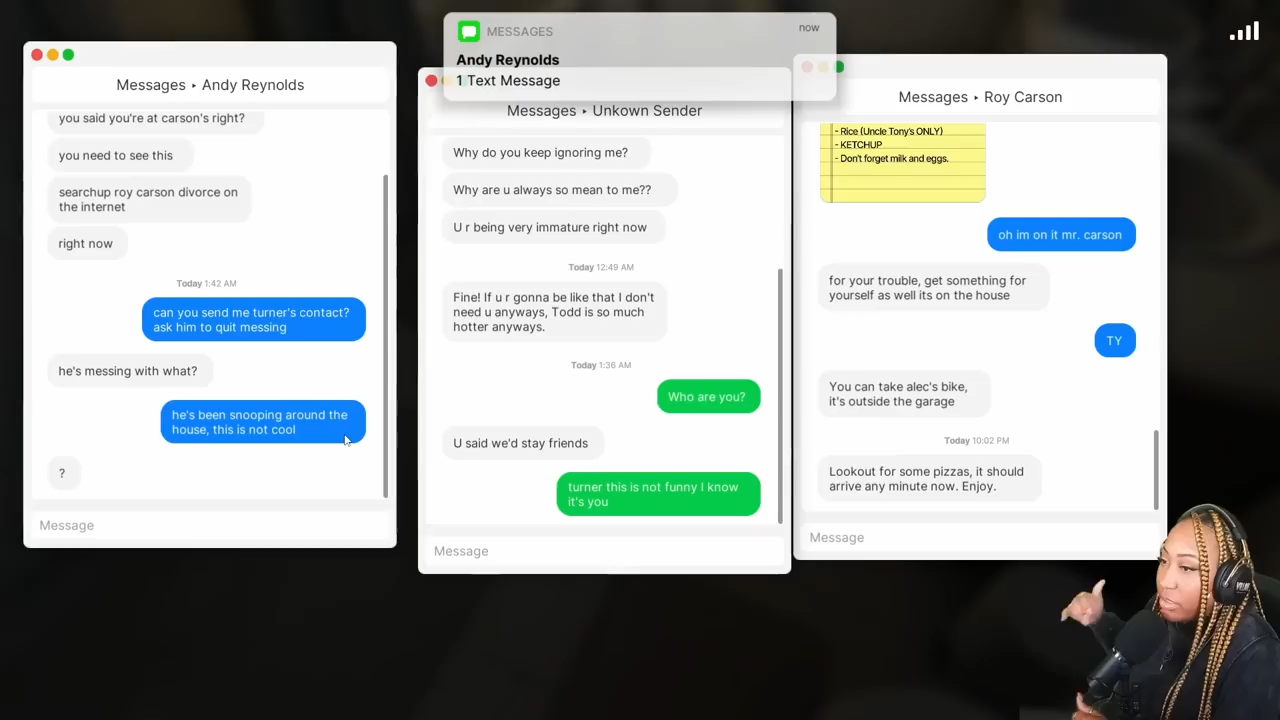 MESSAGES
now
Andy Reynolds
1 Text Message
Messages ‣ Andy Reynolds
you said you're at carson's right?
you need to see this
searchup roy carson divorce on
the internet
right now
Today 1:42 AM
can you send me turner's contact?
ask him to quit messing
he's messing with what?
he's been snooping around the
house, this is not cool
?
Message
Messages ‣ Unkown Sender
Why do you keep ignoring me?
Why are u always so mean to me??
U r being very immature right now
Today 12:49 AM
Fine! If u r gonna be like that I don't
need u anyways, Todd is so much
hotter anyways.
Today 1:36 AM
Who are you?
U said we'd stay friends
turner this is not funny I know
it's you
Message
Messages ‣ Roy Carson
- Rice (Uncle Tony's ONLY)
- KETCHUP
- Don't forget milk and eggs.
oh im on it mr. carson
for your trouble, get something for
yourself as well its on the house
TY
You can take alec's bike,
it's outside the garage
Today 10:02 PM
Lookout for some pizzas, it should
arrive any minute now. Enjoy.
Message